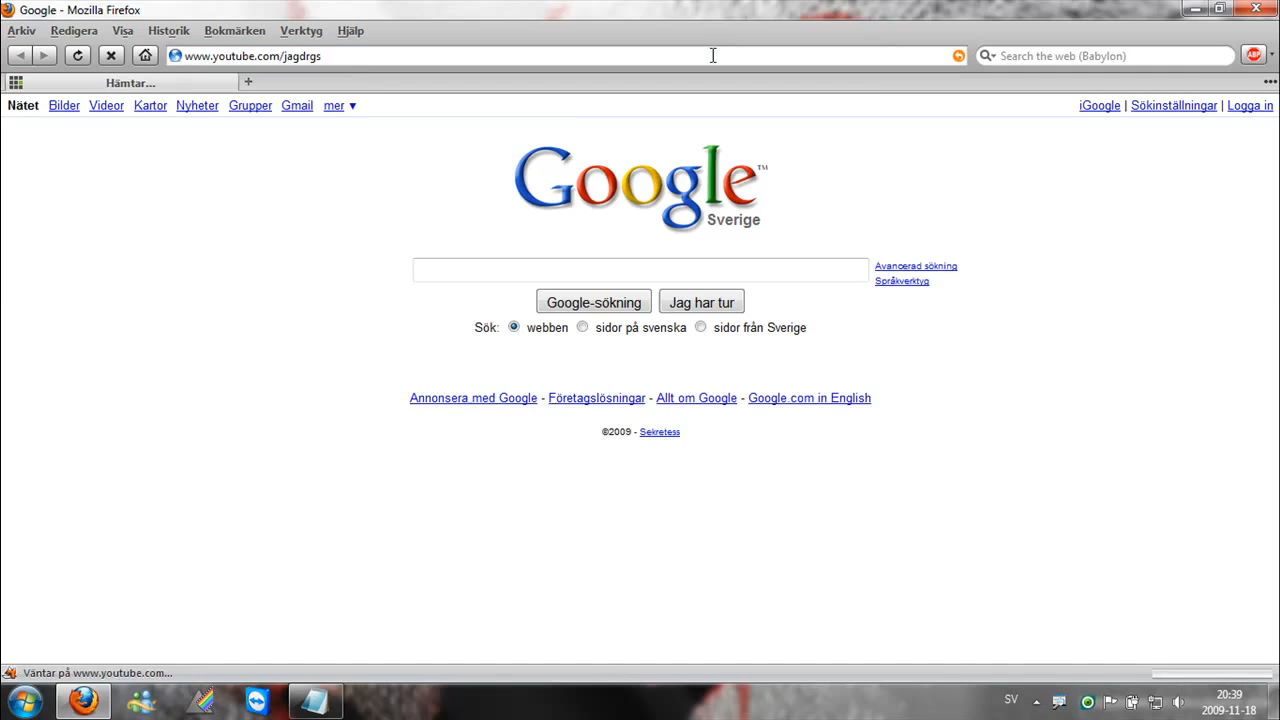 Google - Mozilla Firefox
Arkiv Redigera Visa Historik Bokmärken Verktyg Hjälp
www.youtube.com/jagdrgs Search the web (Babylon) ABP
Hämtar...
Nätet Bilder Videor Kartor Nyheter Grupper Gmail mer ▼ iGoogle | Sökinställningar | Logga in
Google™
Sverige
Avancerad sökning
Språkverktyg
Google-sökning Jag har tur
Sök: webben sidor på svenska sidor från Sverige
Annonsera med Google - Företagslösningar - Allt om Google - Google.com in English
©2009 - Sekretess
Väntar på www.youtube.com...
SV 20:39
2009-11-18